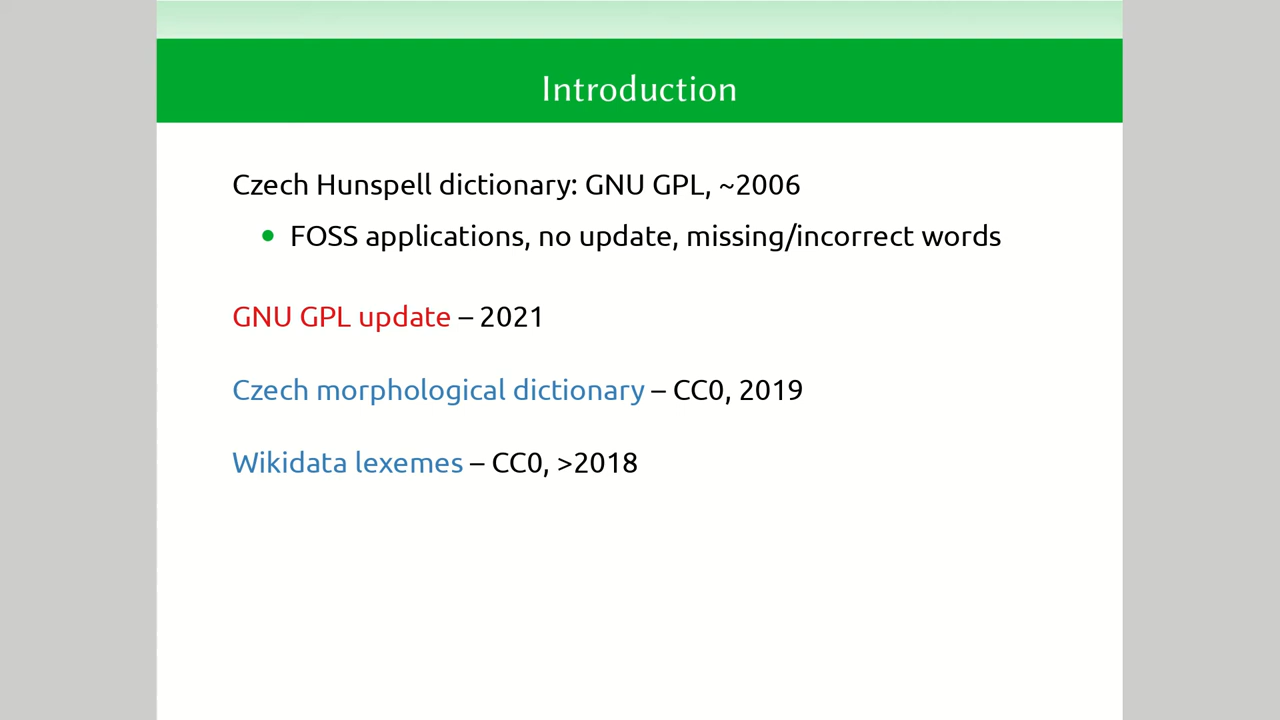 Introduction
Czech Hunspell dictionary: GNU GPL, ~2006
• FOSS applications, no update, missing/incorrect words
GNU GPL update – 2021
Czech morphological dictionary – CC0, 2019
Wikidata lexemes – CC0, >2018